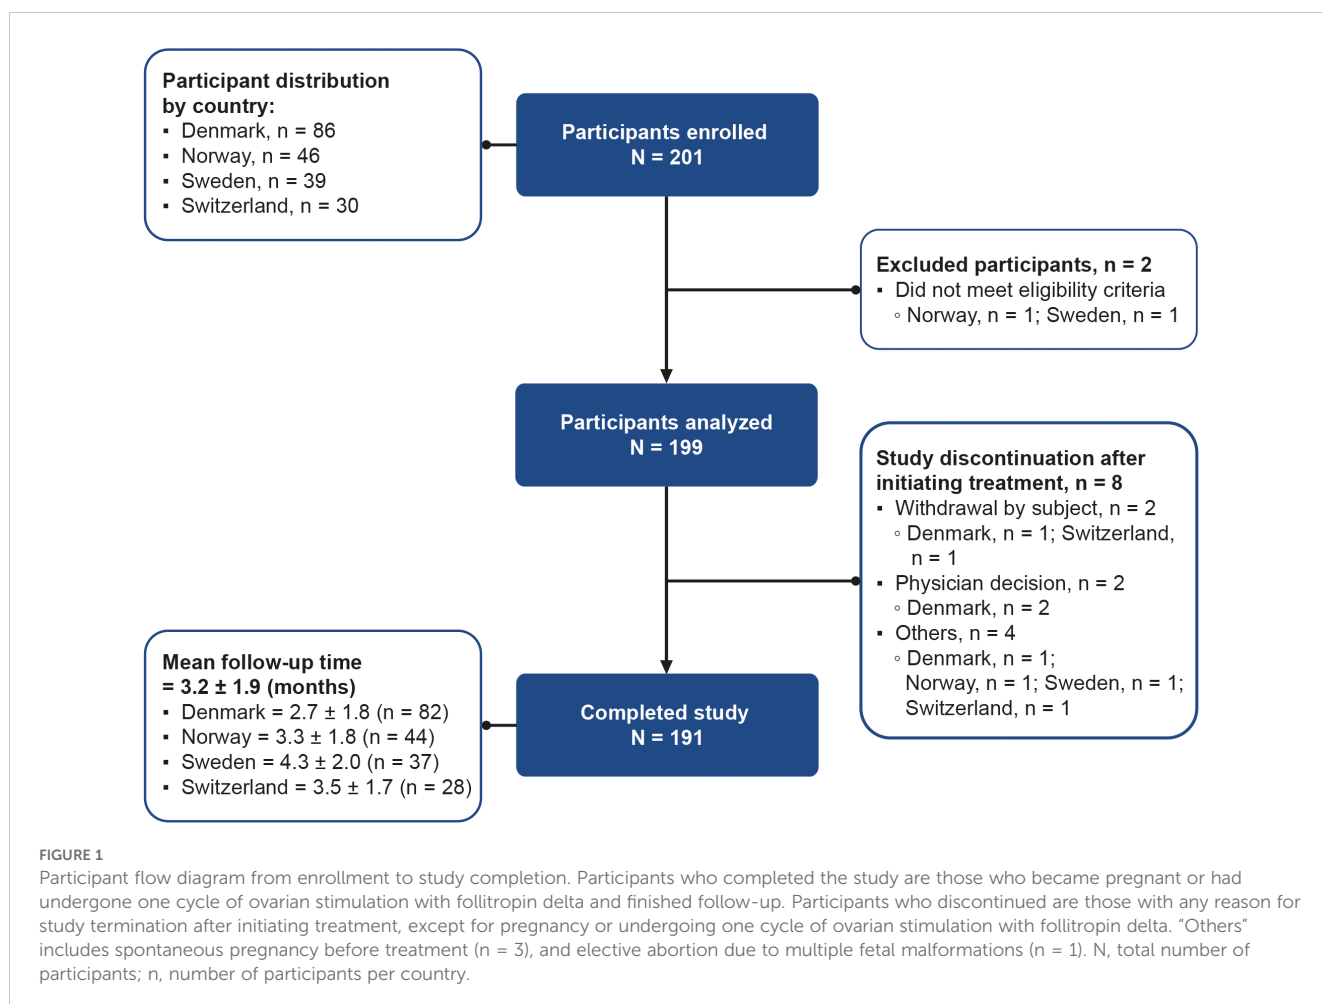 Participant distribution
by country:
▪ Denmark, n = 86
▪ Norway, n = 46
▪ Sweden, n = 39
▪ Switzerland, n = 30
Participants enrolled
N = 201
Excluded participants, n = 2
▪ Did not meet eligibility criteria
◦ Norway, n = 1; Sweden, n = 1
Participants analyzed
N = 199
Study discontinuation after
initiating treatment, n = 8
▪ Withdrawal by subject, n = 2
◦ Denmark, n = 1; Switzerland,
n = 1
▪ Physician decision, n = 2
◦ Denmark, n = 2
▪ Others, n = 4
◦ Denmark, n = 1;
Norway, n = 1; Sweden, n = 1;
Switzerland, n = 1
Mean follow-up time
= 3.2 ± 1.9 (months)
▪ Denmark = 2.7 ± 1.8 (n = 82)
▪ Norway = 3.3 ± 1.8 (n = 44)
▪ Sweden = 4.3 ± 2.0 (n = 37)
▪ Switzerland = 3.5 ± 1.7 (n = 28)
Completed study
N = 191
FIGURE 1
Participant flow diagram from enrollment to study completion. Participants who completed the study are those who became pregnant or had
undergone one cycle of ovarian stimulation with follitropin delta and finished follow-up. Participants who discontinued are those with any reason for
study termination after initiating treatment, except for pregnancy or undergoing one cycle of ovarian stimulation with follitropin delta. “Others”
includes spontaneous pregnancy before treatment (n = 3), and elective abortion due to multiple fetal malformations (n = 1). N, total number of
participants; n, number of participants per country.